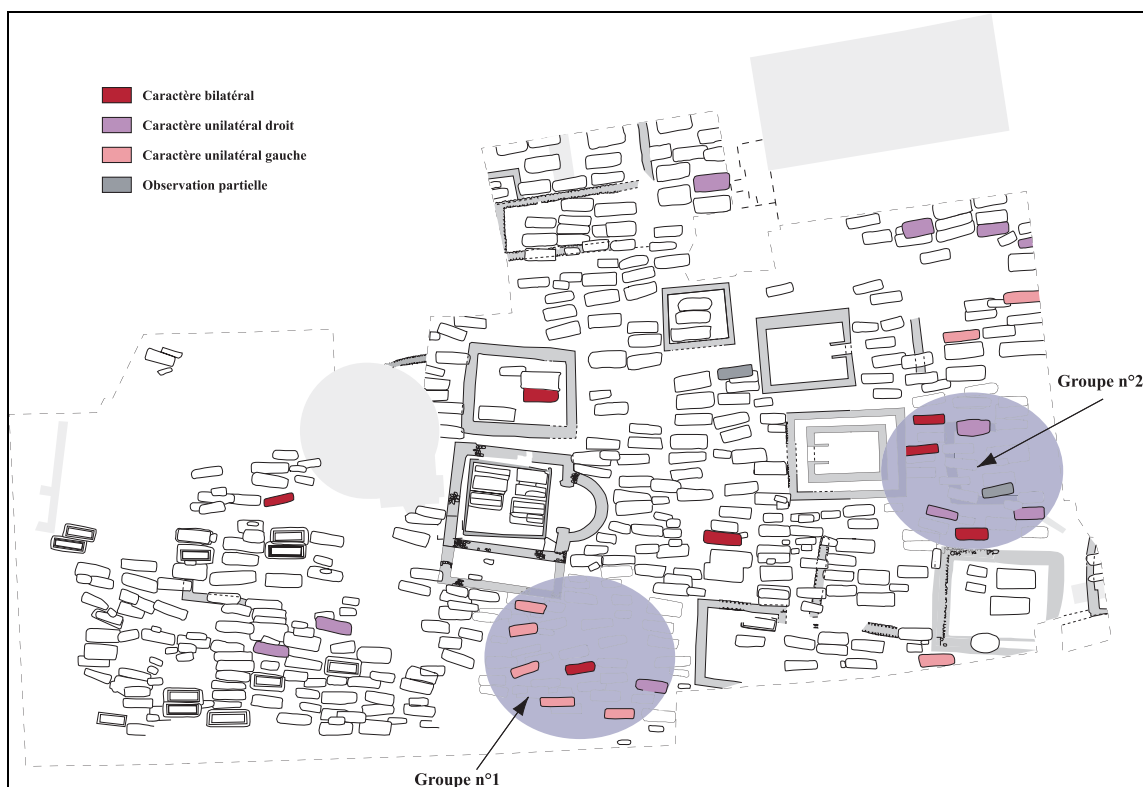 Caractère bilatéral
Caractère unilatéral droit
Caractère unilatéral gauche
Observation partielle
Groupe n°2
Groupe n°1